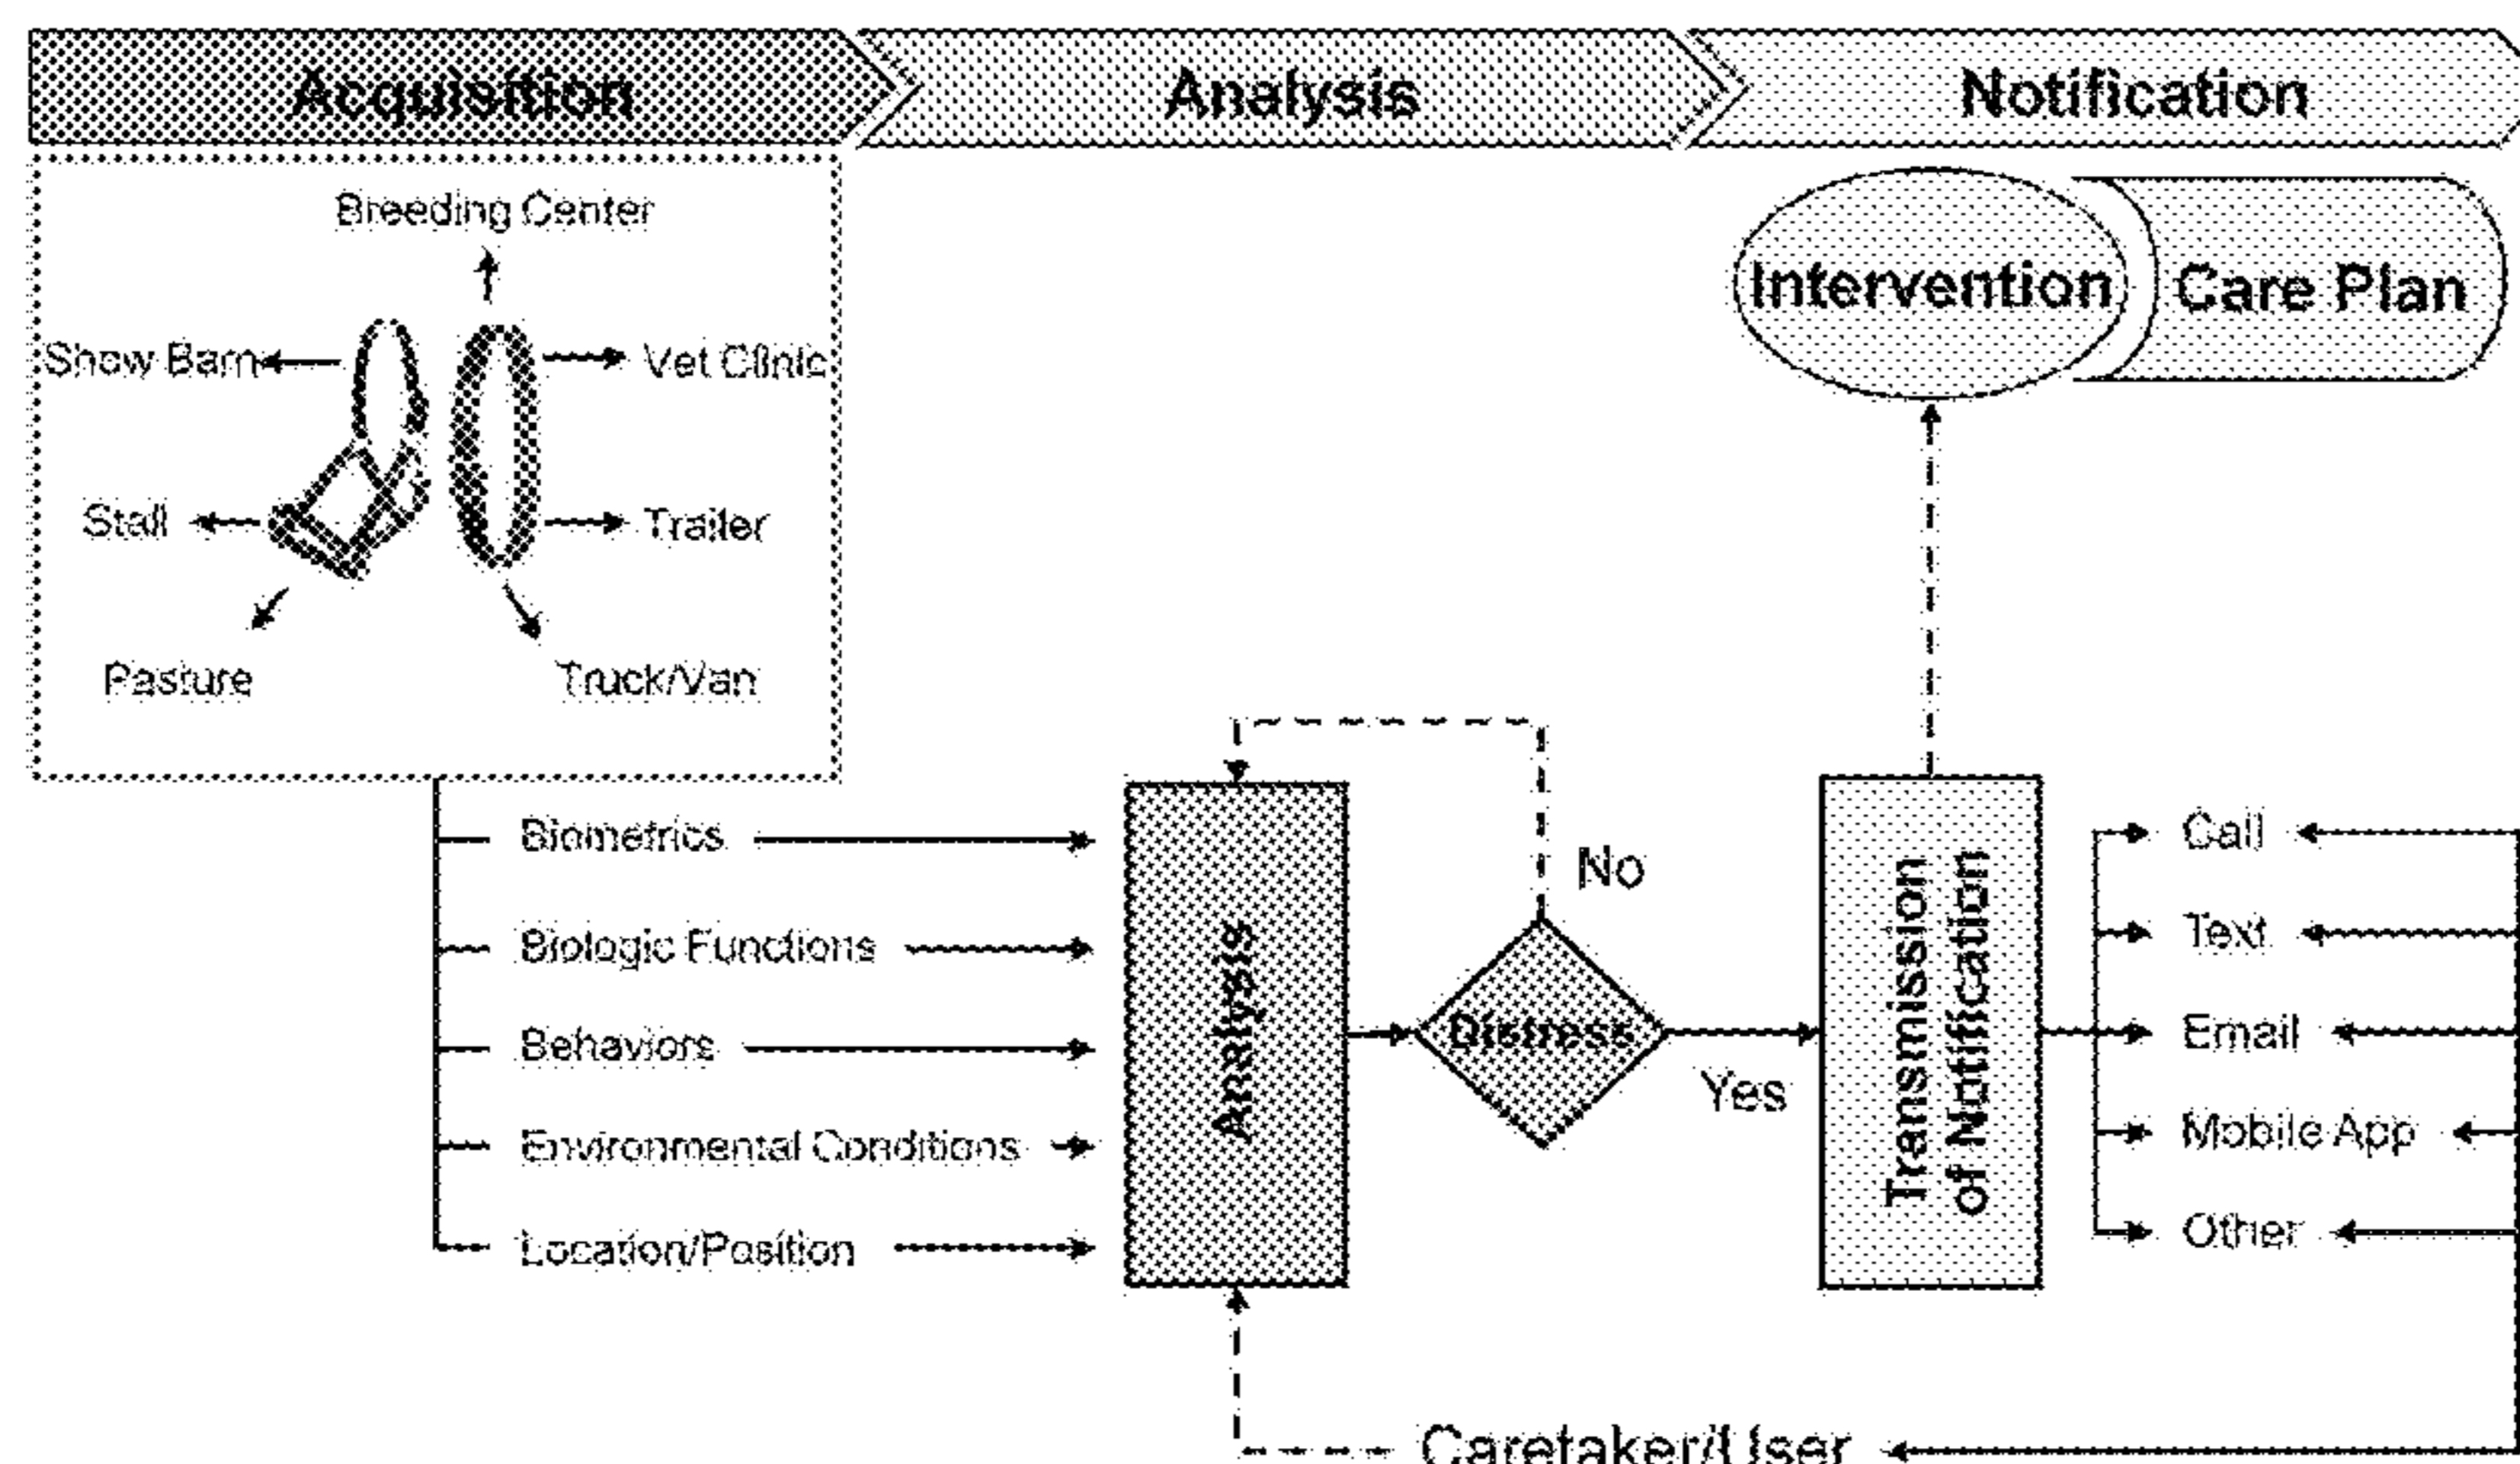 Acquisition
Analysis
Notification
Breeding Center
Show Barn
Vet Clinic
Stall
Trailer
Pasture
Truck/Van
Intervention
Care Plan
Biometrics
Biologic Functions
Behaviors
Environmental Conditions
Location/Position
Analysis
Distress
No
Yes
Transmission
of Notification
Call
Text
Email
Mobile App
Other
Caretaker/User